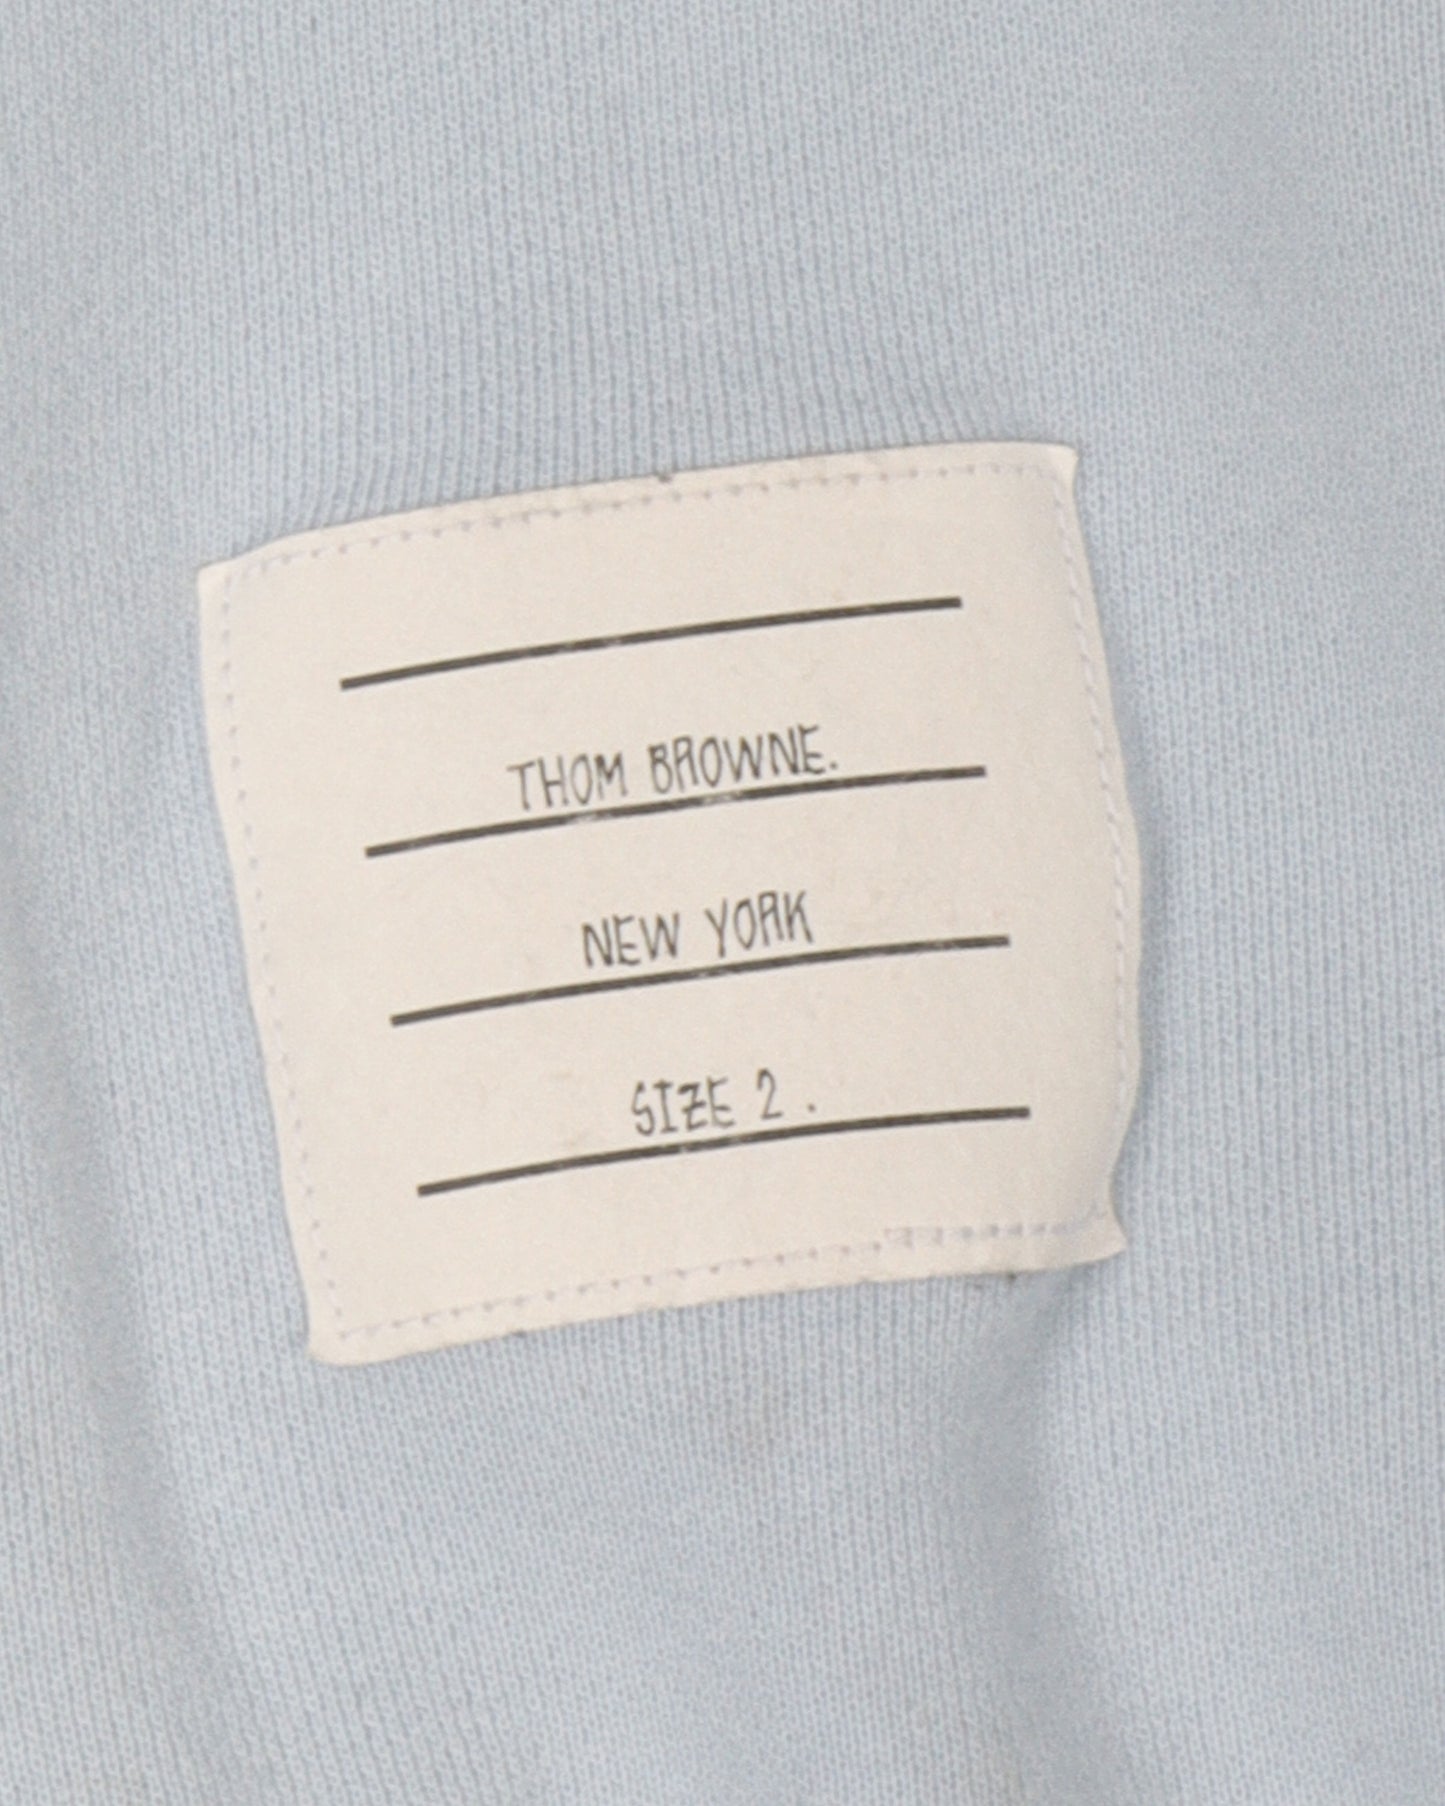 THOM BROWNE.
NEW YORK
SIZE 2 .